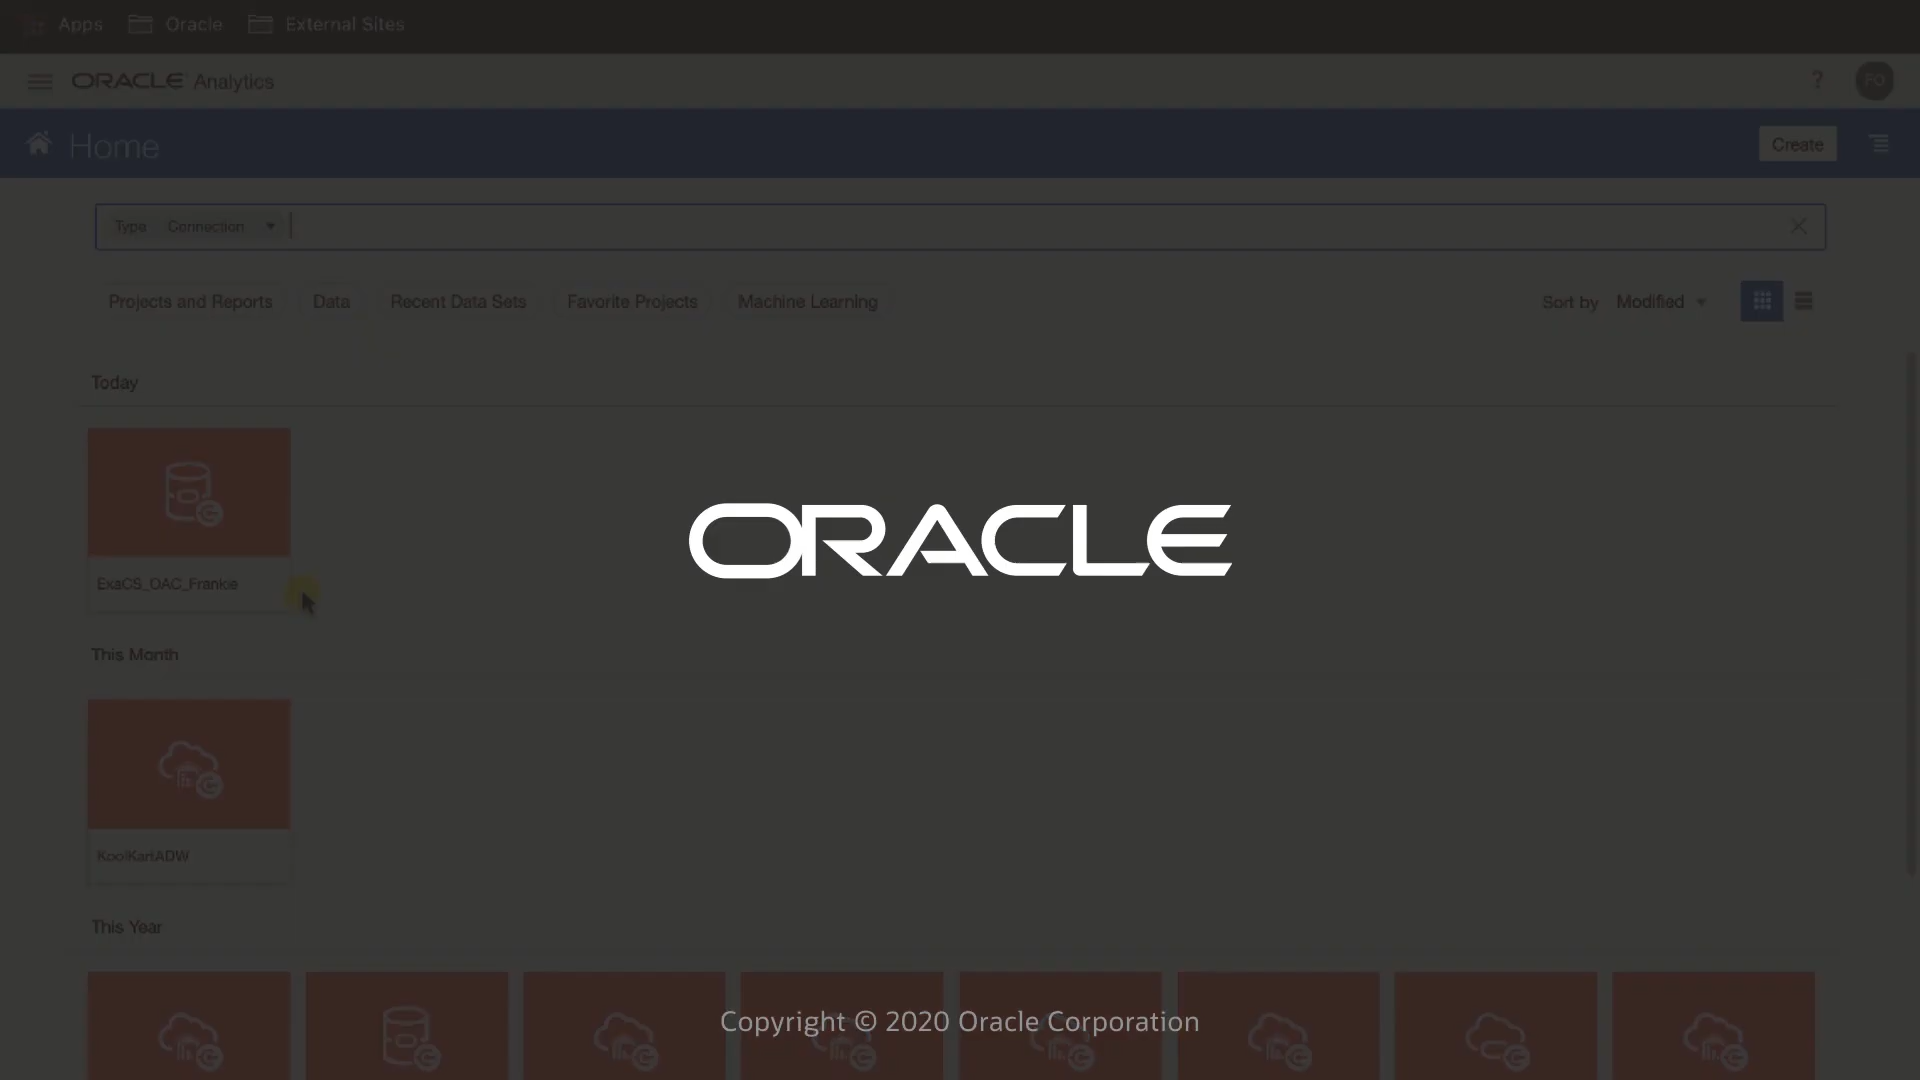 Apps Oracle External Sites
ORACLE Analytics ? FO
Home Create
Type Connection
Projects and Reports Data Recent Data Sets Favorite Projects Machine Learning Sort by Modified
Today
ExaCS_OAC_Frankie
ORACLE
This Month
KoolKartADW
This Year
Copyright © 2020 Oracle Corporation